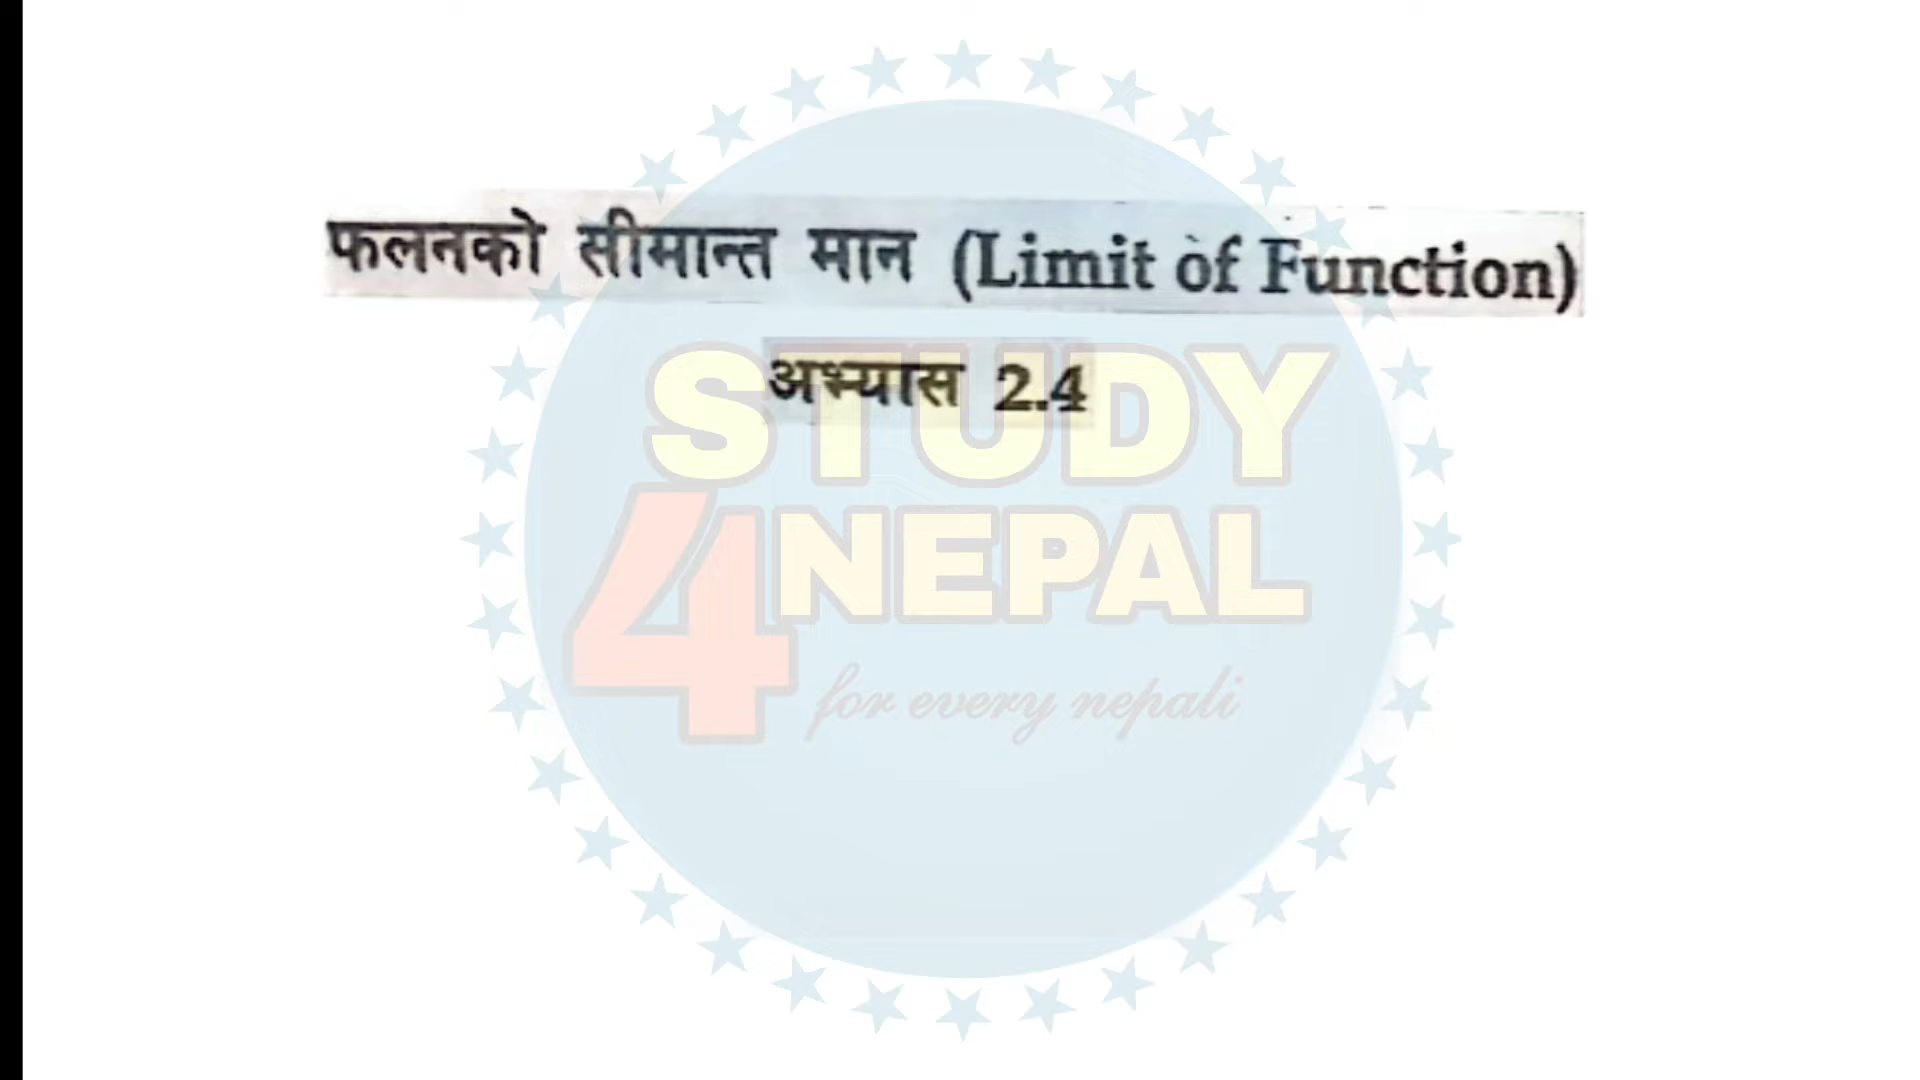 फलनको सीमान्त मान (Limit of Function)
अभ्यास 2.4
STUDY
4NEPAL
for every nepali